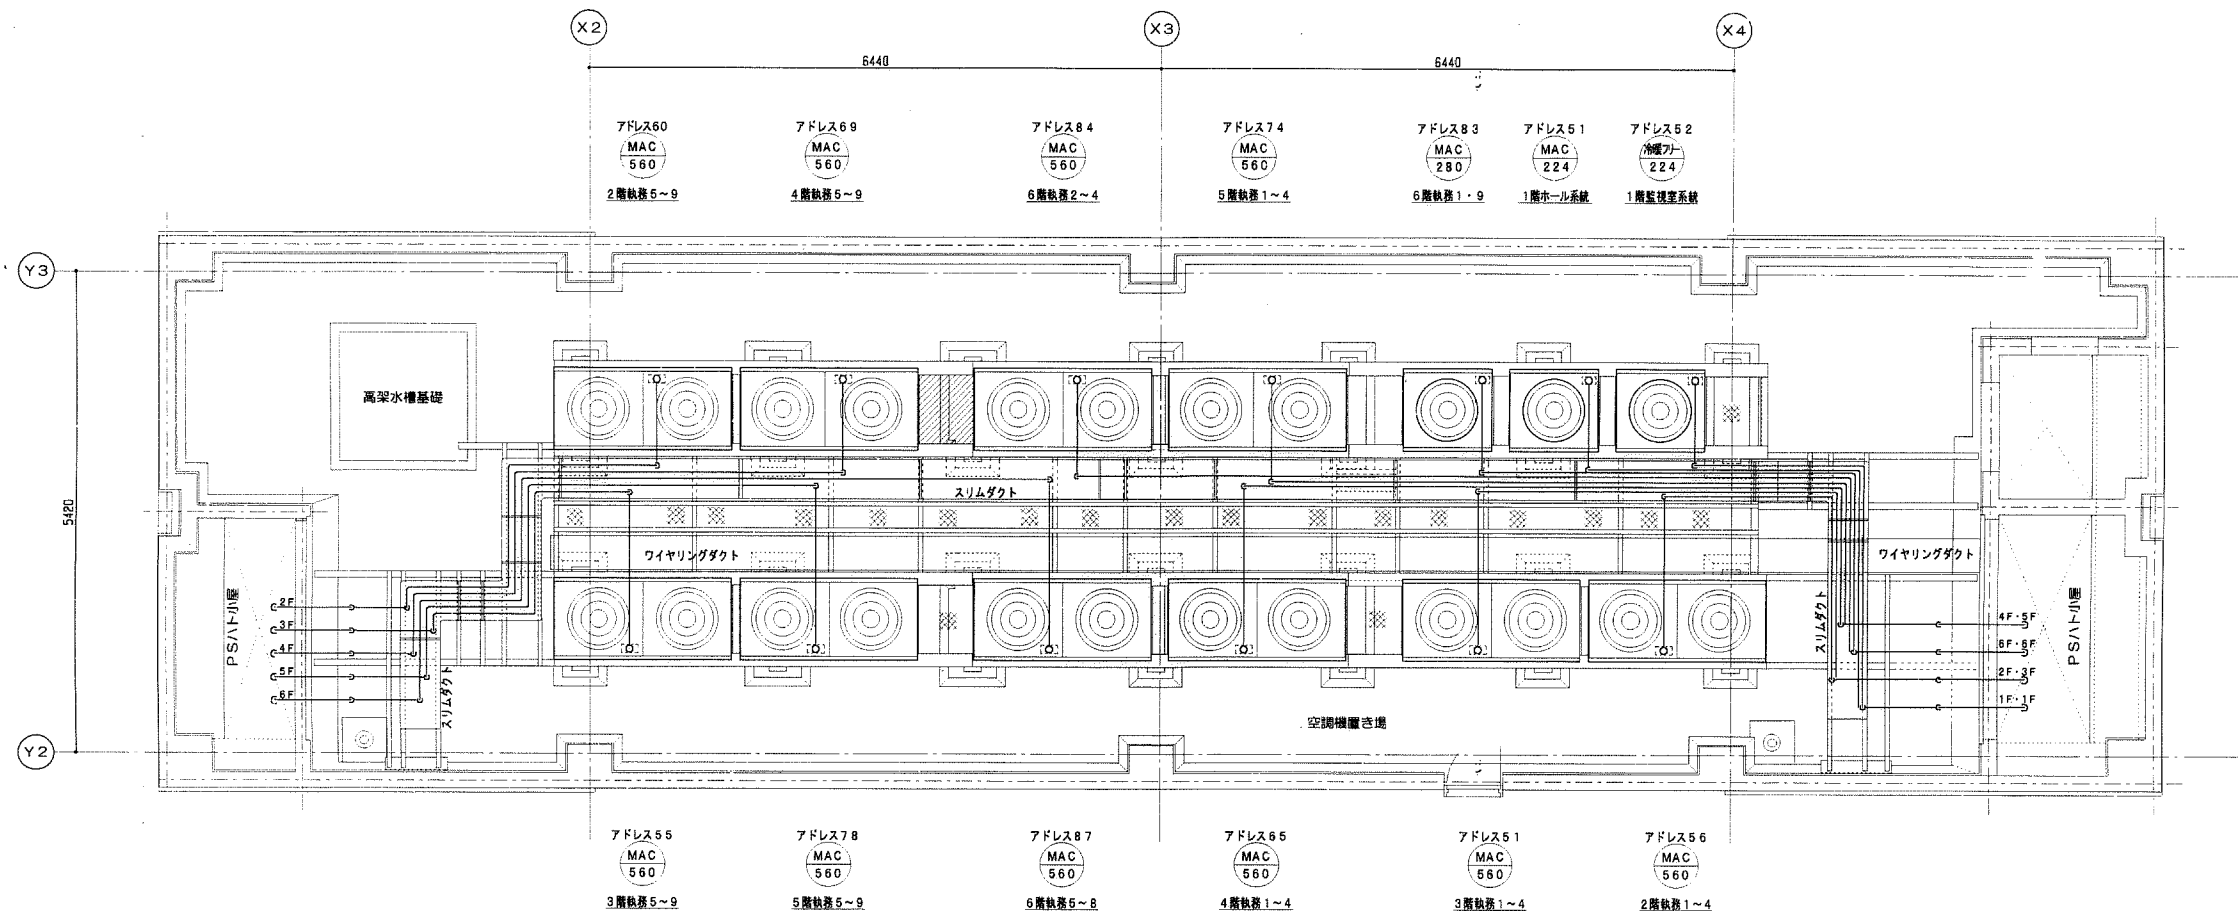 X2
X3
X4
6440
6440
アドレス60
MAC
560
2階執務5~9
アドレス69
MAC
560
4階執務5~9
アドレス84
MAC
560
6階執務2~4
アドレス74
MAC
560
5階執務1~4
アドレス83
MAC
280
6階執務1・9
アドレス51
MAC
224
1階ホール系統
アドレス52
冷暖フリー
224
1階監視室系統
Y3
5420
Y2
高架水槽基礎
スリムダクト
ワイヤリングダクト
ワイヤリングダクト
PSハト小屋
2F
3F
4F
5F
6F
スリムダクト
スリムダクト
4F・5F
6F・6F
2F・3F
1F・1F
PSハト小屋
空調機置き場
アドレス55
MAC
560
3階執務5~9
アドレス78
MAC
560
5階執務5~9
アドレス87
MAC
560
6階執務5~8
アドレス65
MAC
560
4階執務1~4
アドレス51
MAC
560
3階執務1~4
アドレス56
MAC
560
2階執務1~4